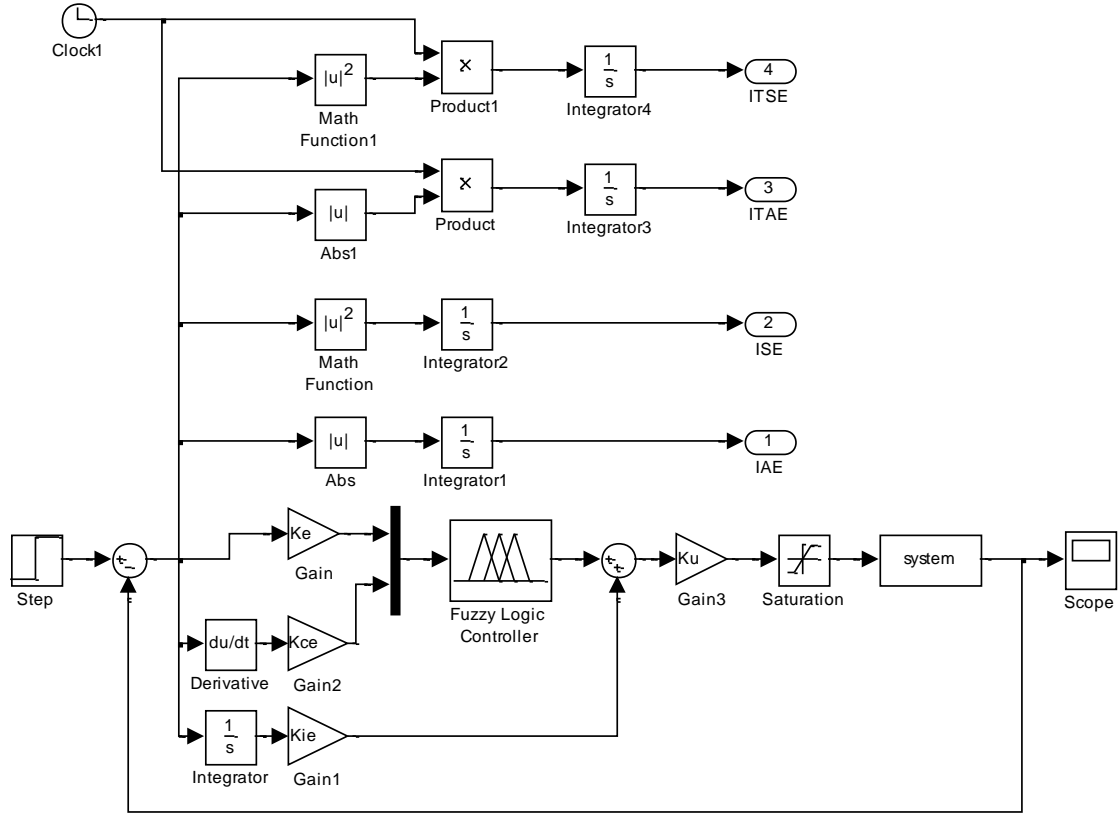 Clock1
|u|²
Math
Function1
×
Product1
1
s
Integrator4
4
ITSE
|u|
Abs1
×
Product
1
s
Integrator3
3
ITAE
|u|²
Math
Function
1
s
Integrator2
2
ISE
|u|
Abs
1
s
Integrator1
1
IAE
Step
Ke
Gain
du/dt
Derivative
Kce
Gain2
1
s
Integrator
Kie
Gain1
Fuzzy Logic
Controller
Ku
Gain3
Saturation
system
Scope